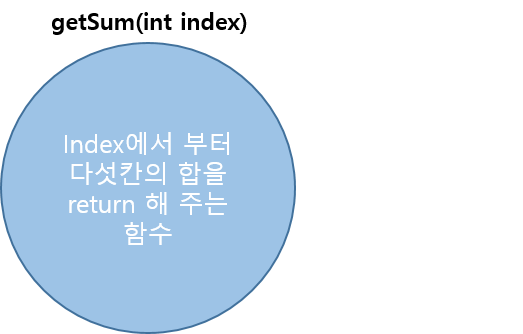 getSum(int index)
Index에서 부터
다섯칸의 합을
return 해 주는
함수